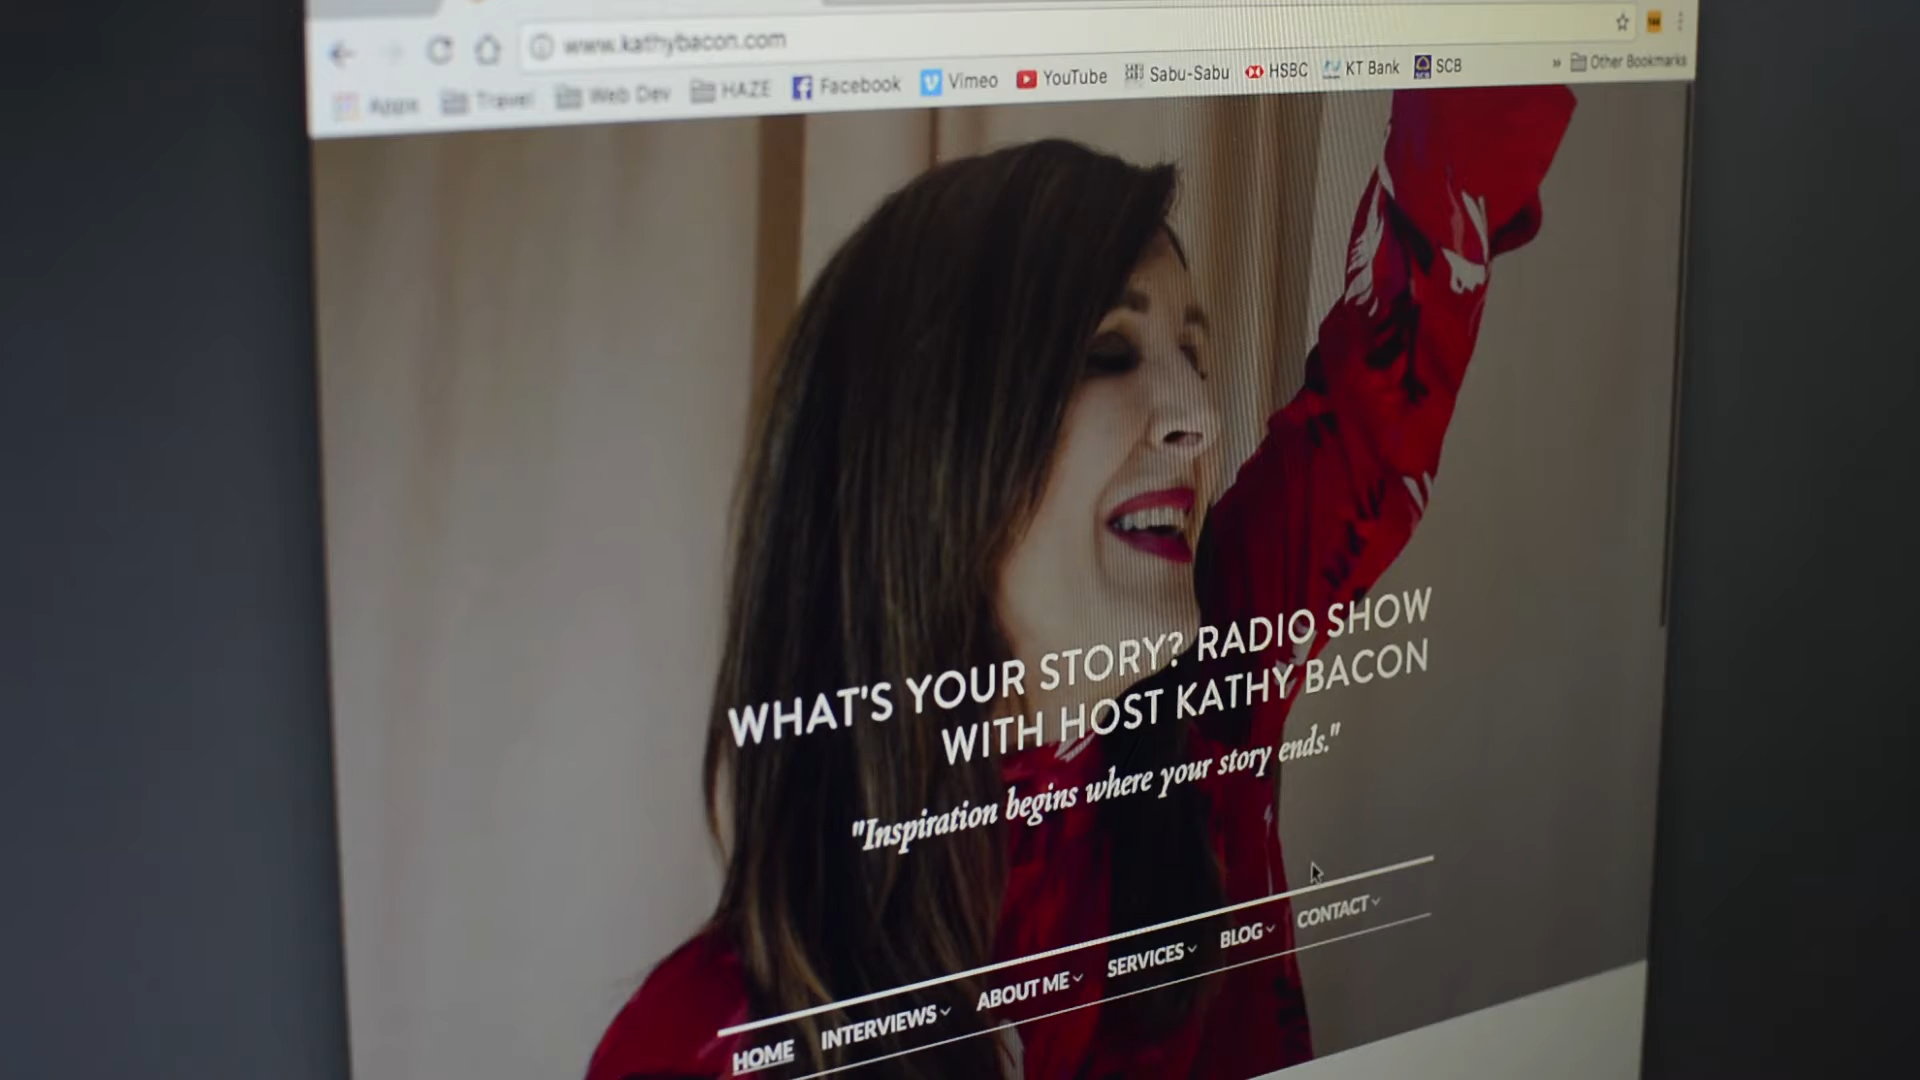 www.kathybacon.com
Apps Travel Web Dev HAZE Facebook Vimeo YouTube Sabu-Sabu HSBC KT Bank SCB » Other Bookmarks
WHAT'S YOUR STORY? RADIO SHOW
WITH HOST KATHY BACON
"Inspiration begins where your story ends."
HOME INTERVIEWS ABOUT ME SERVICES BLOG CONTACT